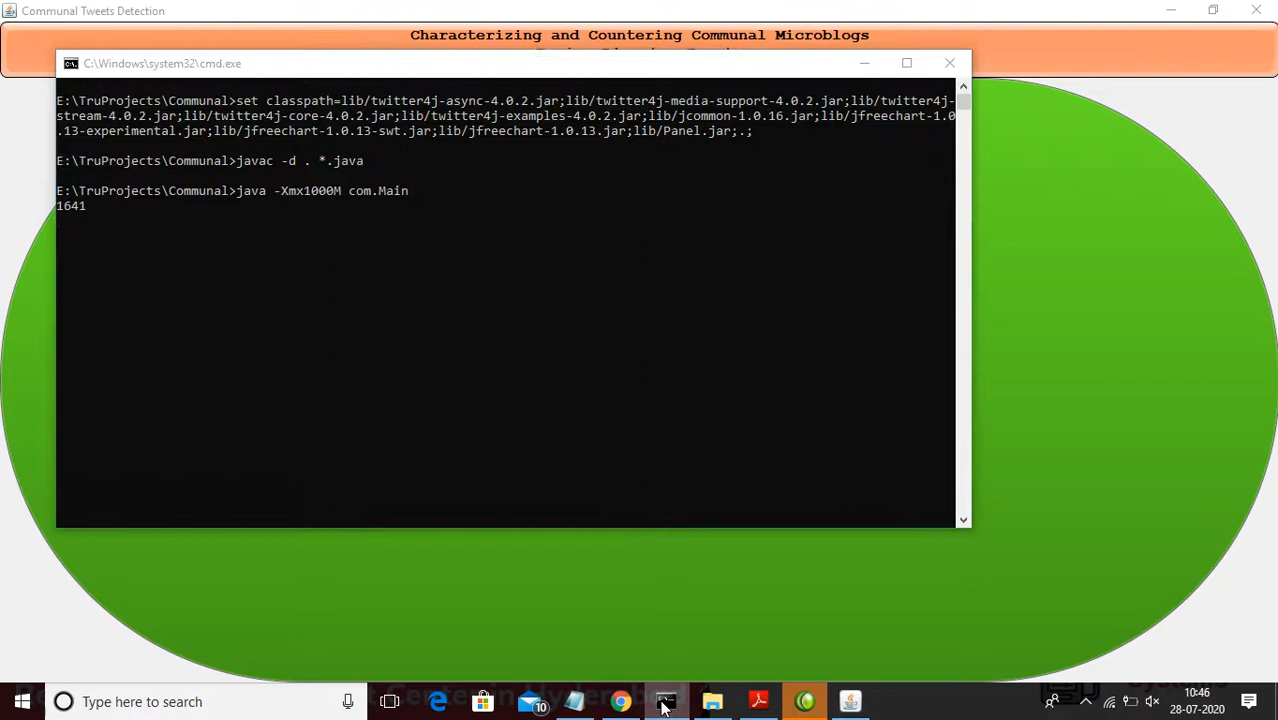 Communal Tweets Detection
Characterizing and Countering Communal Microblogs
C:\Windows\system32\cmd.exe
E:\TruProjects\Communal>set classpath=lib/twitter4j-async-4.0.2.jar;lib/twitter4j-media-support-4.0.2.jar;lib/twitter4j-
stream-4.0.2.jar;lib/twitter4j-core-4.0.2.jar;lib/twitter4j-examples-4.0.2.jar;lib/jcommon-1.0.16.jar;lib/jfreechart-1.0
.13-experimental.jar;lib/jfreechart-1.0.13-swt.jar;lib/jfreechart-1.0.13.jar;lib/Panel.jar;.;
E:\TruProjects\Communal>javac -d . *.java
E:\TruProjects\Communal>java -Xmx1000M com.Main
1641
Type here to search
10
10:46
28-07-2020